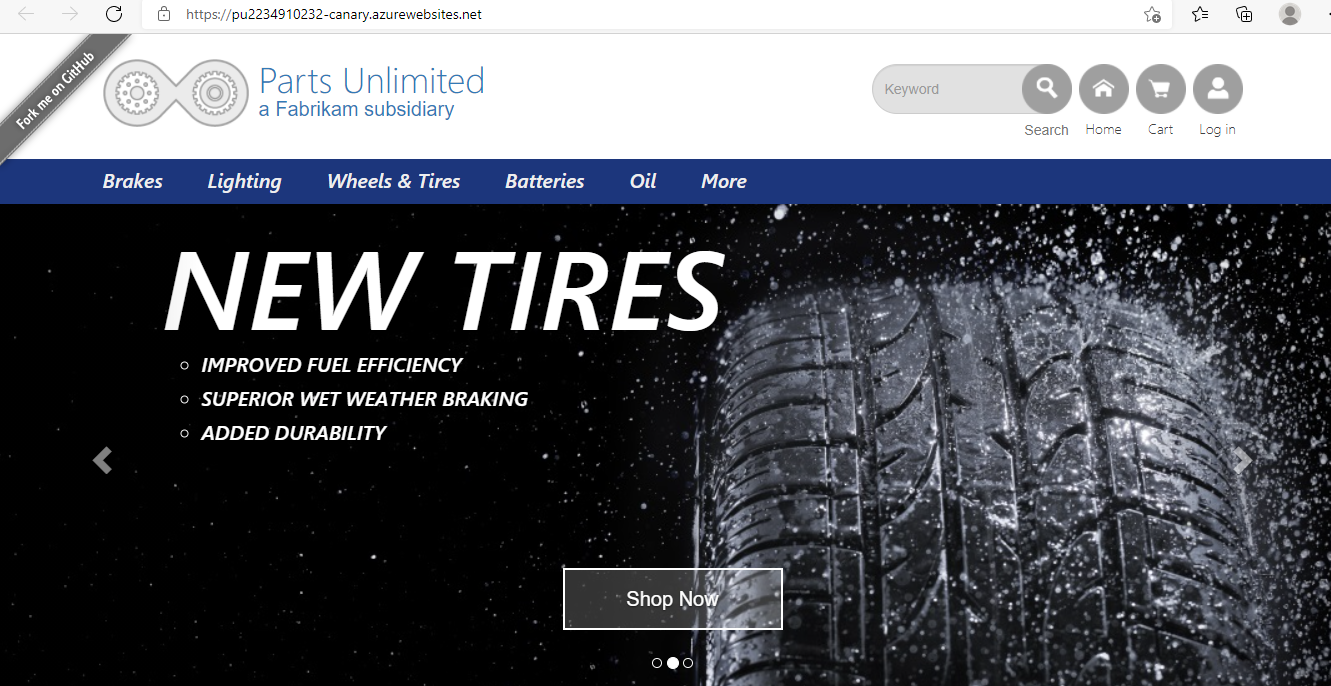 https://pu2234910232-canary.azurewebsites.net
Fork me on GitHub
Parts Unlimited
a Fabrikam subsidiary
Keyword
Search Home Cart Log in
Brakes Lighting Wheels & Tires Batteries Oil More
NEW TIRES
IMPROVED FUEL EFFICIENCY
SUPERIOR WET WEATHER BRAKING
ADDED DURABILITY
Shop Now